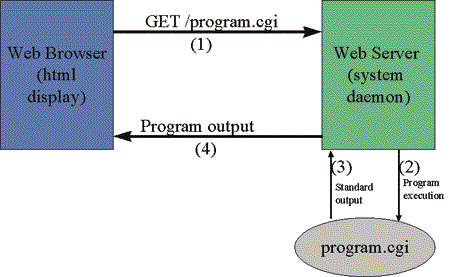 GET /program.cgi
(1)
Web Browser
(html
display)
Web Server
(system
daemon)
Program output
(4)
(3)
Standard
output
(2)
Program
execution
program.cgi